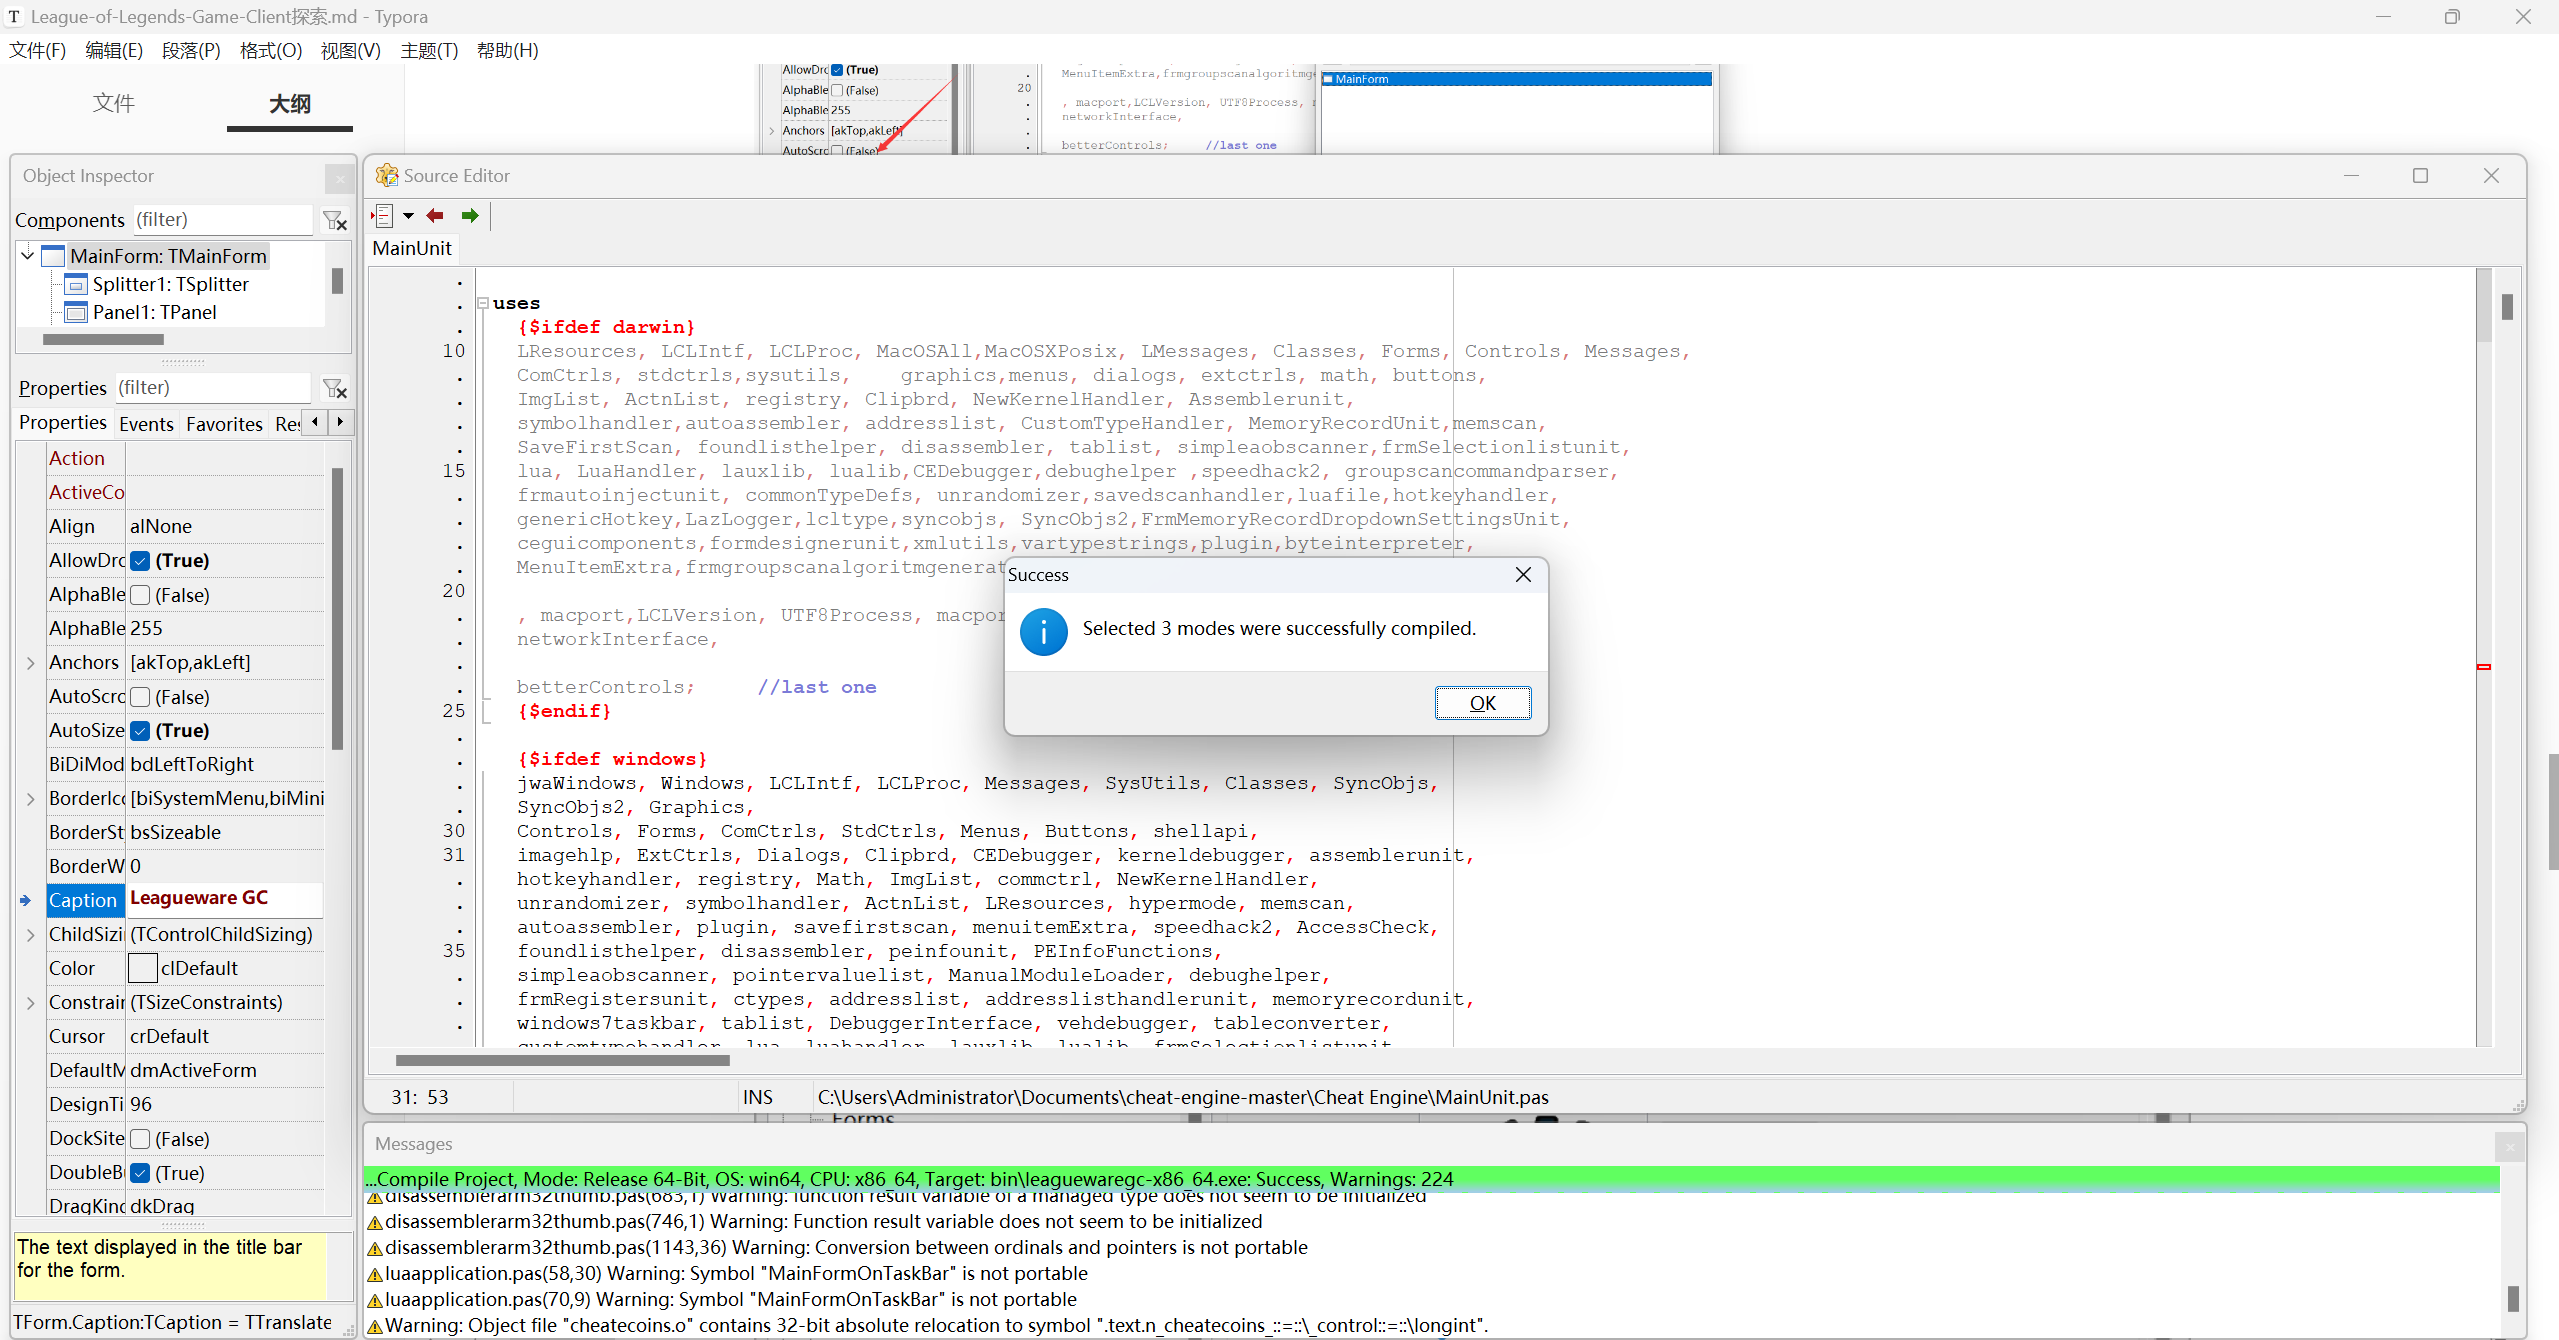 League-of-Legends-Game-Client探索.md - Typora
文件(F) 编辑(E) 段落(P) 格式(O) 视图(V) 主题(T) 帮助(H)
文件 大纲
AllowDrc (True)
AlphaBle (False)
AlphaBle 255
Anchors [akTop,akLeft]
AutoScrc (False)
MenuItemExtra,frmgroupscanalgoritmge
20
, macport,LCLVersion, UTF8Process,
networkInterface,
betterControls; //last one
MainForm
Object Inspector
Components (filter)
MainForm: TMainForm
Splitter1: TSplitter
Panel1: TPanel
Properties (filter)
Properties Events Favorites Re
Action
ActiveCo
Align alNone
AllowDrc (True)
AlphaBle (False)
AlphaBle 255
Anchors [akTop,akLeft]
AutoScrc (False)
AutoSize (True)
BiDiMod bdLeftToRight
BorderIcc [biSystemMenu,biMini
BorderSt bsSizeable
BorderW 0
Caption Leagueware GC
ChildSizi (TControlChildSizing)
Color clDefault
Constrair (TSizeConstraints)
Cursor crDefault
DefaultM dmActiveForm
DesignTi 96
DockSite (False)
DoubleB (True)
DragKinc dkDrag
The text displayed in the title bar
for the form.
TForm.Caption:TCaption = TTranslate
Source Editor
MainUnit
uses
{$ifdef darwin}
10 LResources, LCLIntf, LCLProc, MacOSAll,MacOSXPosix, LMessages, Classes, Forms, Controls, Messages,
ComCtrls, stdctrls,sysutils, graphics,menus, dialogs, extctrls, math, buttons,
ImgList, ActnList, registry, Clipbrd, NewKernelHandler, Assemblerunit,
symbolhandler,autoassembler, addresslist, CustomTypeHandler, MemoryRecordUnit,memscan,
SaveFirstScan, foundlisthelper, disassembler, tablist, simpleaobscanner,frmSelectionlistunit,
15 lua, LuaHandler, lauxlib, lualib,CEDebugger,debughelper ,speedhack2, groupscancommandparser,
frmautoinjectunit, commonTypeDefs, unrandomizer,savedscanhandler,luafile,hotkeyhandler,
genericHotkey,LazLogger,lcltype,syncobjs, SyncObjs2,FrmMemoryRecordDropdownSettingsUnit,
ceguicomponents,formdesignerunit,xmlutils,vartypestrings,plugin,byteinterpreter,
MenuItemExtra,frmgroupscanalgoritmgenerat
20
, macport,LCLVersion, UTF8Process, macpor
networkInterface,
betterControls; //last one
25 {$endif}
{$ifdef windows}
jwaWindows, Windows, LCLIntf, LCLProc, Messages, SysUtils, Classes, SyncObjs,
SyncObjs2, Graphics,
30 Controls, Forms, ComCtrls, StdCtrls, Menus, Buttons, shellapi,
31 imagehlp, ExtCtrls, Dialogs, Clipbrd, CEDebugger, kerneldebugger, assemblerunit,
hotkeyhandler, registry, Math, ImgList, commctrl, NewKernelHandler,
unrandomizer, symbolhandler, ActnList, LResources, hypermode, memscan,
autoassembler, plugin, savefirstscan, menuitemExtra, speedhack2, AccessCheck,
35 foundlisthelper, disassembler, peinfounit, PEInfoFunctions,
simpleaobscanner, pointervaluelist, ManualModuleLoader, debughelper,
frmRegistersunit, ctypes, addresslist, addresslisthandlerunit, memoryrecordunit,
windows7taskbar, tablist, DebuggerInterface, vehdebugger, tableconverter,
customtypehandler, lua, luahandler, lauxlib, lualib, frmSelectionlistunit,
31: 53 INS C:\Users\Administrator\Documents\cheat-engine-master\Cheat Engine\MainUnit.pas
Success
Selected 3 modes were successfully compiled.
OK
Forms
Messages
...Compile Project, Mode: Release 64-Bit, OS: win64, CPU: x86_64, Target: bin\leaguewaregc-x86_64.exe: Success, Warnings: 224
disassemblerarm32thumb.pas(683,1) Warning: function result variable of a managed type does not seem to be initialized
disassemblerarm32thumb.pas(746,1) Warning: Function result variable does not seem to be initialized
disassemblerarm32thumb.pas(1143,36) Warning: Conversion between ordinals and pointers is not portable
luaapplication.pas(58,30) Warning: Symbol "MainFormOnTaskBar" is not portable
luaapplication.pas(70,9) Warning: Symbol "MainFormOnTaskBar" is not portable
Warning: Object file "cheatecoins.o" contains 32-bit absolute relocation to symbol ".text.n_cheatecoins_::=::\_control::=::\longint".